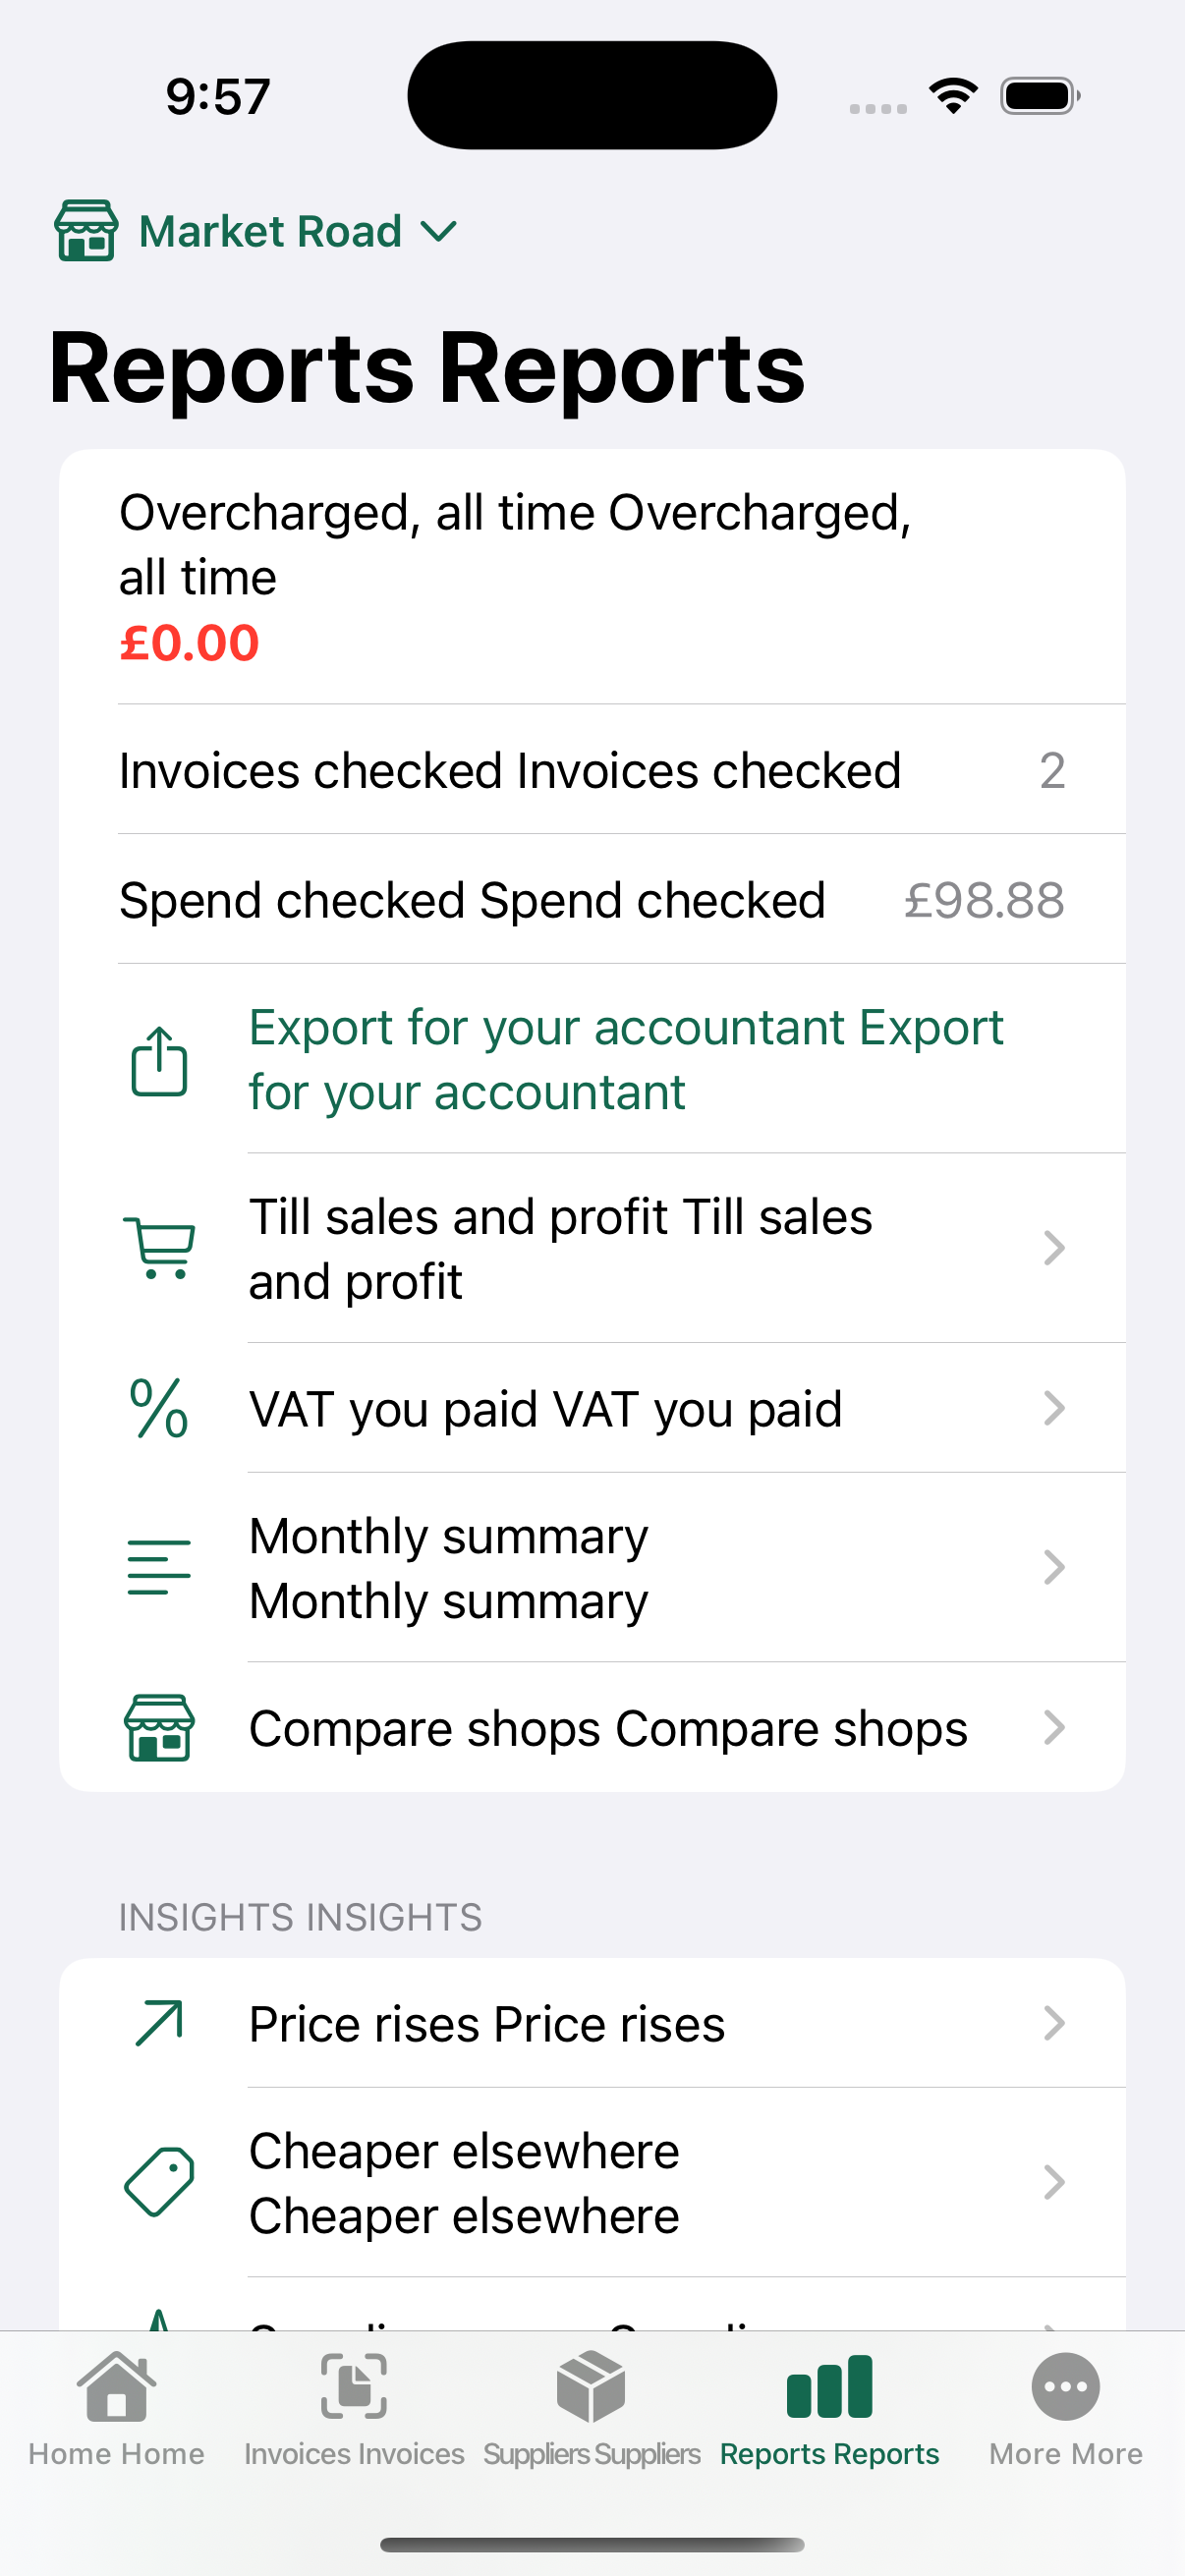 9:57
Market Road
Reports Reports
Overcharged, all time Overcharged,
all time
£0.00
Invoices checked Invoices checked 2
Spend checked Spend checked £98.88
Export for your accountant Export
for your accountant
Till sales and profit Till sales
and profit
% VAT you paid VAT you paid
Monthly summary
Monthly summary
Compare shops Compare shops
INSIGHTS INSIGHTS
Price rises Price rises
Cheaper elsewhere
Cheaper elsewhere
Home Home Invoices Invoices Suppliers Suppliers Reports Reports More More